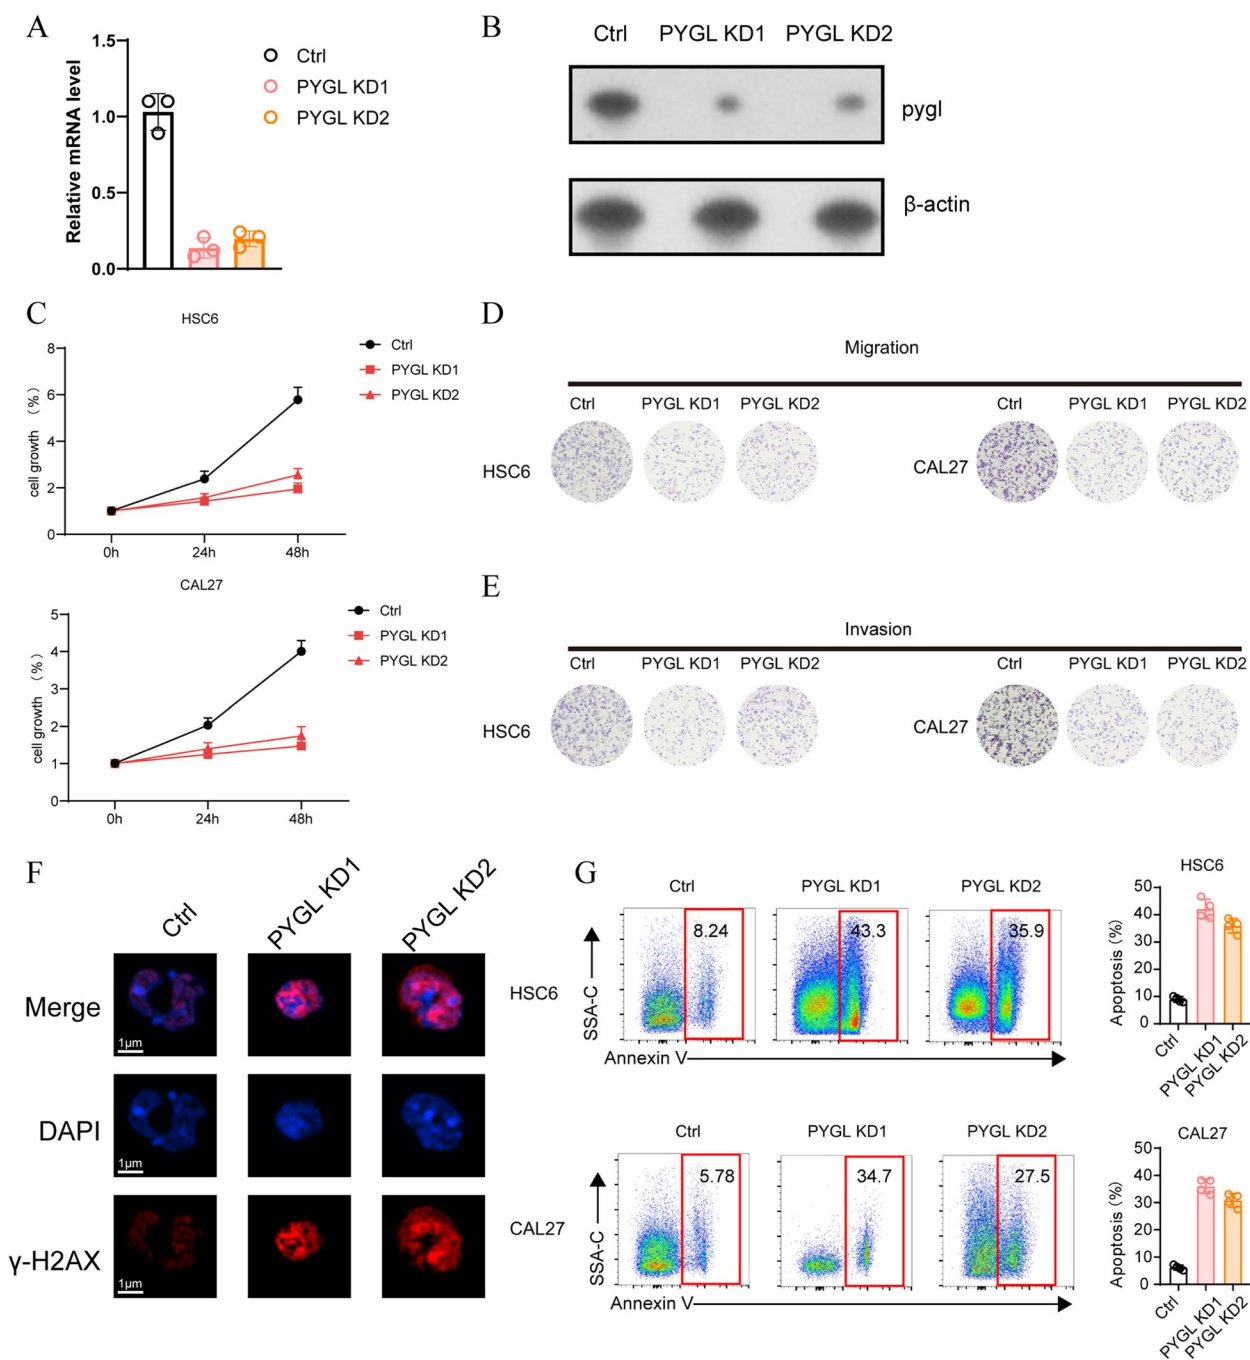 A
1.5
1.0
0.5
0.0
Relative mRNA level
Ctrl
PYGL KD1
PYGL KD2
B
Ctrl PYGL KD1 PYGL KD2
pygl
β-actin
C
HSC6
8
6
4
2
0
cell growth （%）
0h 24h 48h
Ctrl
PYGL KD1
PYGL KD2
CAL27
5
4
3
2
1
0
cell growth （%）
0h 24h 48h
Ctrl
PYGL KD1
PYGL KD2
D
Migration
Ctrl PYGL KD1 PYGL KD2 Ctrl PYGL KD1 PYGL KD2
HSC6 CAL27
E
Invasion
Ctrl PYGL KD1 PYGL KD2 Ctrl PYGL KD1 PYGL KD2
HSC6 CAL27
F
Ctrl PYGL KD1 PYGL KD2
Merge
1μm
DAPI
1μm
γ-H2AX
1μm
G
Ctrl PYGL KD1 PYGL KD2
HSC6
8.24 43.3 35.9
SSA-C
Annexin V
HSC6
50
40
30
20
10
0
Apoptosis (%)
Ctrl
PYGL KD1
PYGL KD2
Ctrl PYGL KD1 PYGL KD2
CAL27
5.78 34.7 27.5
SSA-C
Annexin V
CAL27
50
40
30
20
10
0
Apoptosis (%)
Ctrl
PYGL KD1
PYGL KD2